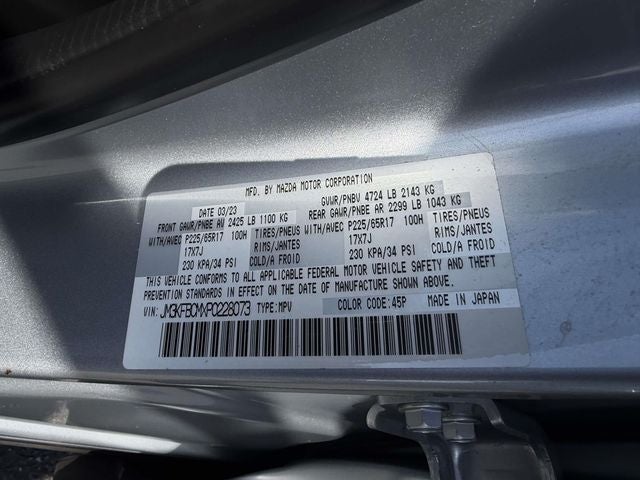 MFD. BY MAZDA MOTOR CORPORATION
DATE 03/23 GVWR/PNBV 4724 LB 2143 KG
FRONT GAWR/PNBE AV 2425 LB 1100 KG REAR GAWR/PNBE AR 2299 LB 1043 KG
WITH/AVEC P225/65R17 100H TIRES/PNEUS WITH/AVEC P225/65R17 100H TIRES/PNEUS
17X7J RIMS/JANTES 17X7J RIMS/JANTES
230 KPA/34 PSI COLD/A FROID 230 KPA/34 PSI COLD/A FROID
THIS VEHICLE CONFORMS TO ALL APPLICABLE FEDERAL MOTOR VEHICLE SAFETY AND THEFT
PREVENTION STANDARDS IN EFFECT ON THE DATE OF MANUFACTURE SHOWN ABOVE.
VIN: JM3KFBCMXP0228073 TYPE:MPV COLOR CODE:45P MADE IN JAPAN